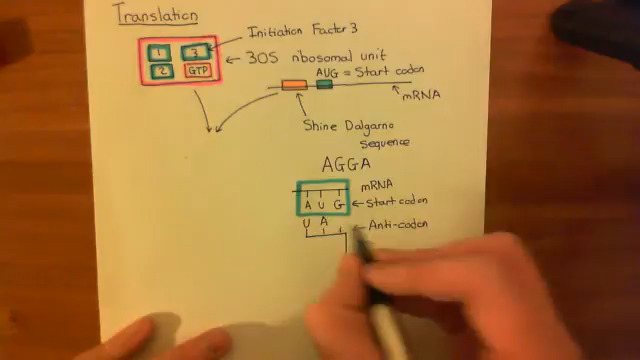 Translation
Initiation Factor 3
1 3
2 GTP
30S ribosomal unit
AUG = Start codon
mRNA
Shine Dalgarno
Sequence
AGGA
mRNA
A U G
Start codon
U A
Anti-codon